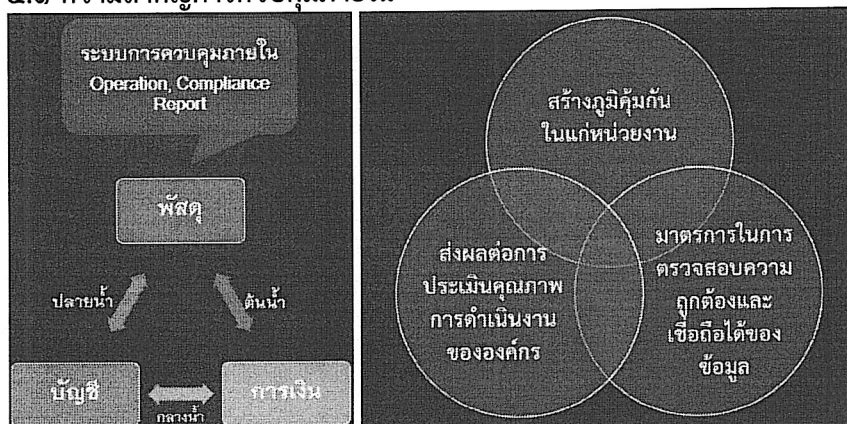 ระบบการควบคุมภายใน
Operation, Compliance
Report
พัสดุ
ปลายน้ำ
ต้นน้ำ
บัญชี
การเงิน
กลางน้ำ
สร้างภูมิคุ้มกัน
ในแก่หน่วยงาน
ส่งผลต่อการ
ประเมินคุณภาพ
การดำเนินงาน
ขององค์กร
มาตรการในการ
ตรวจสอบความ
ถูกต้องและ
เชื่อถือได้ของ
ข้อมูล